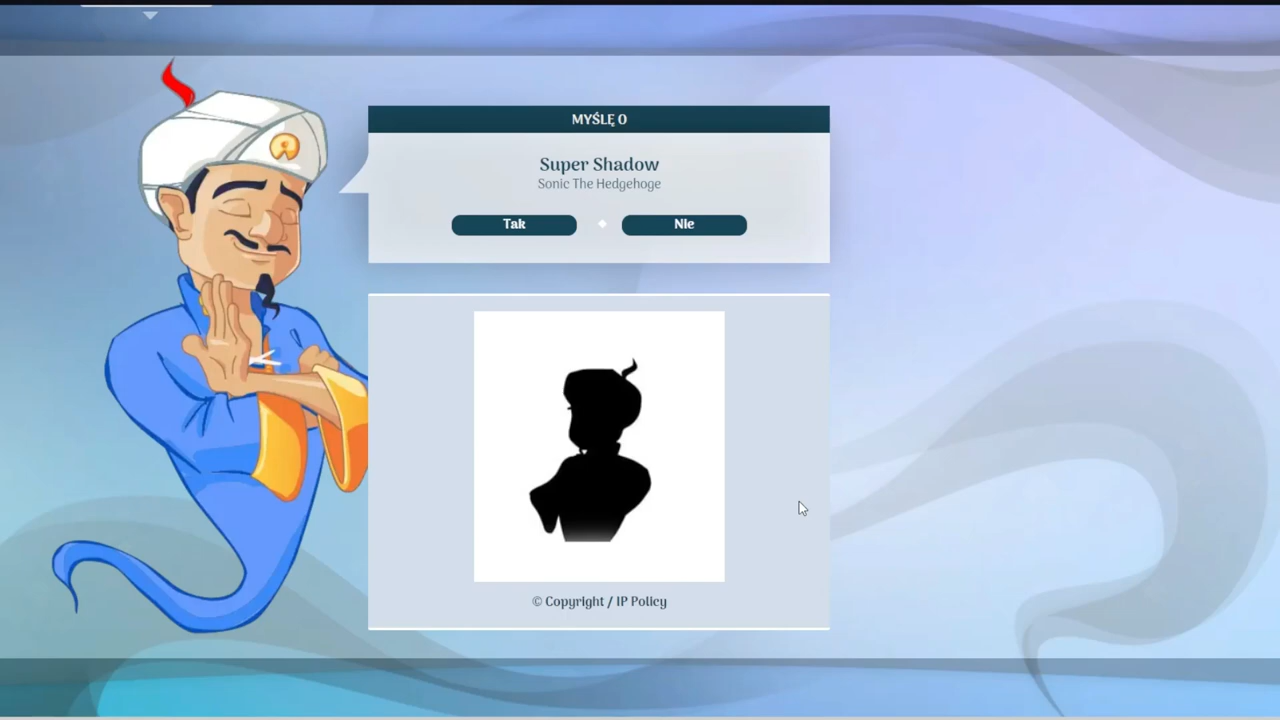 MYŚLĘ O
Super Shadow
Sonic The Hedgehoge
Tak
Nie
© Copyright / IP Policy